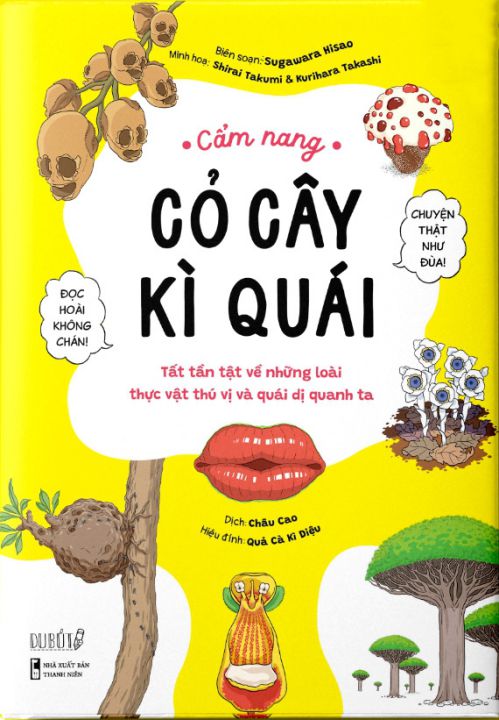 Biên soạn: Sugawara Hisao
Minh hoạ: Shirai Takumi & Kurihara Takashi
Cẩm nang
CỎ CÂY
KÌ QUÁI
CHUYỆN
THẬT
NHƯ
ĐÙA!
ĐỌC
HOÀI
KHÔNG
CHÁN!
Tất tần tật về những loài
thực vật thú vị và quái dị quanh ta
Dịch: Châu Cao
Hiệu đính: Quả Cà Kì Diệu
DUBÚT
NHÀ XUẤT BẢN
THANH NIÊN